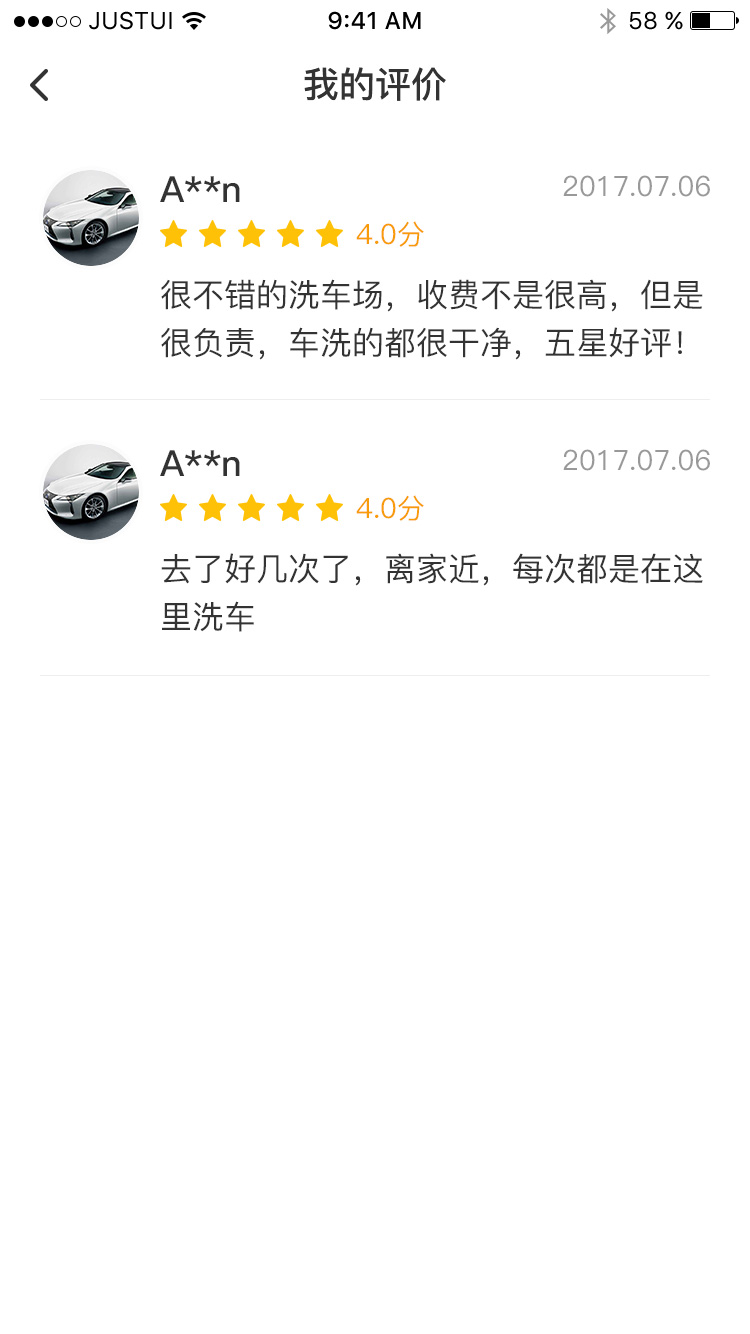 JUSTUI 9:41 AM 58 %
我的评价
A**n 2017.07.06
4.0分
很不错的洗车场，收费不是很高，但是
很负责，车洗的都很干净，五星好评！
A**n 2017.07.06
4.0分
去了好几次了，离家近，每次都是在这
里洗车